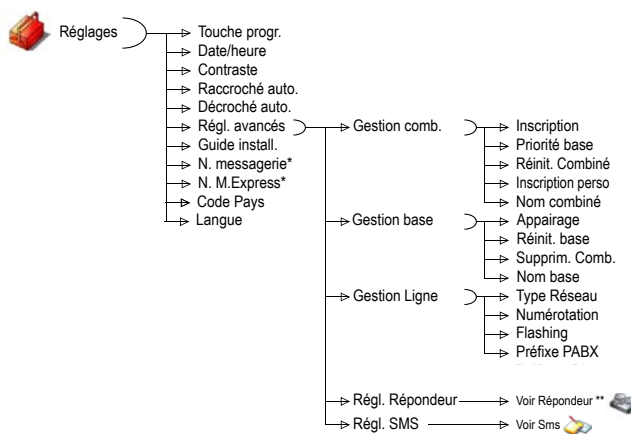 Réglages
Touche progr.
Date/heure
Contraste
Raccroché auto.
Décroché auto.
Régl. avancés
Guide install.
N. messagerie*
N. M.Express*
Code Pays
Langue
Gestion comb.
Inscription
Priorité base
Réinit. Combiné
Inscription perso
Nom combiné
Gestion base
Appairage
Réinit. base
Supprim. Comb.
Nom base
Gestion Ligne
Type Réseau
Numérotation
Flashing
Préfixe PABX
Régl. Répondeur
Voir Répondeur **
Régl. SMS
Voir Sms